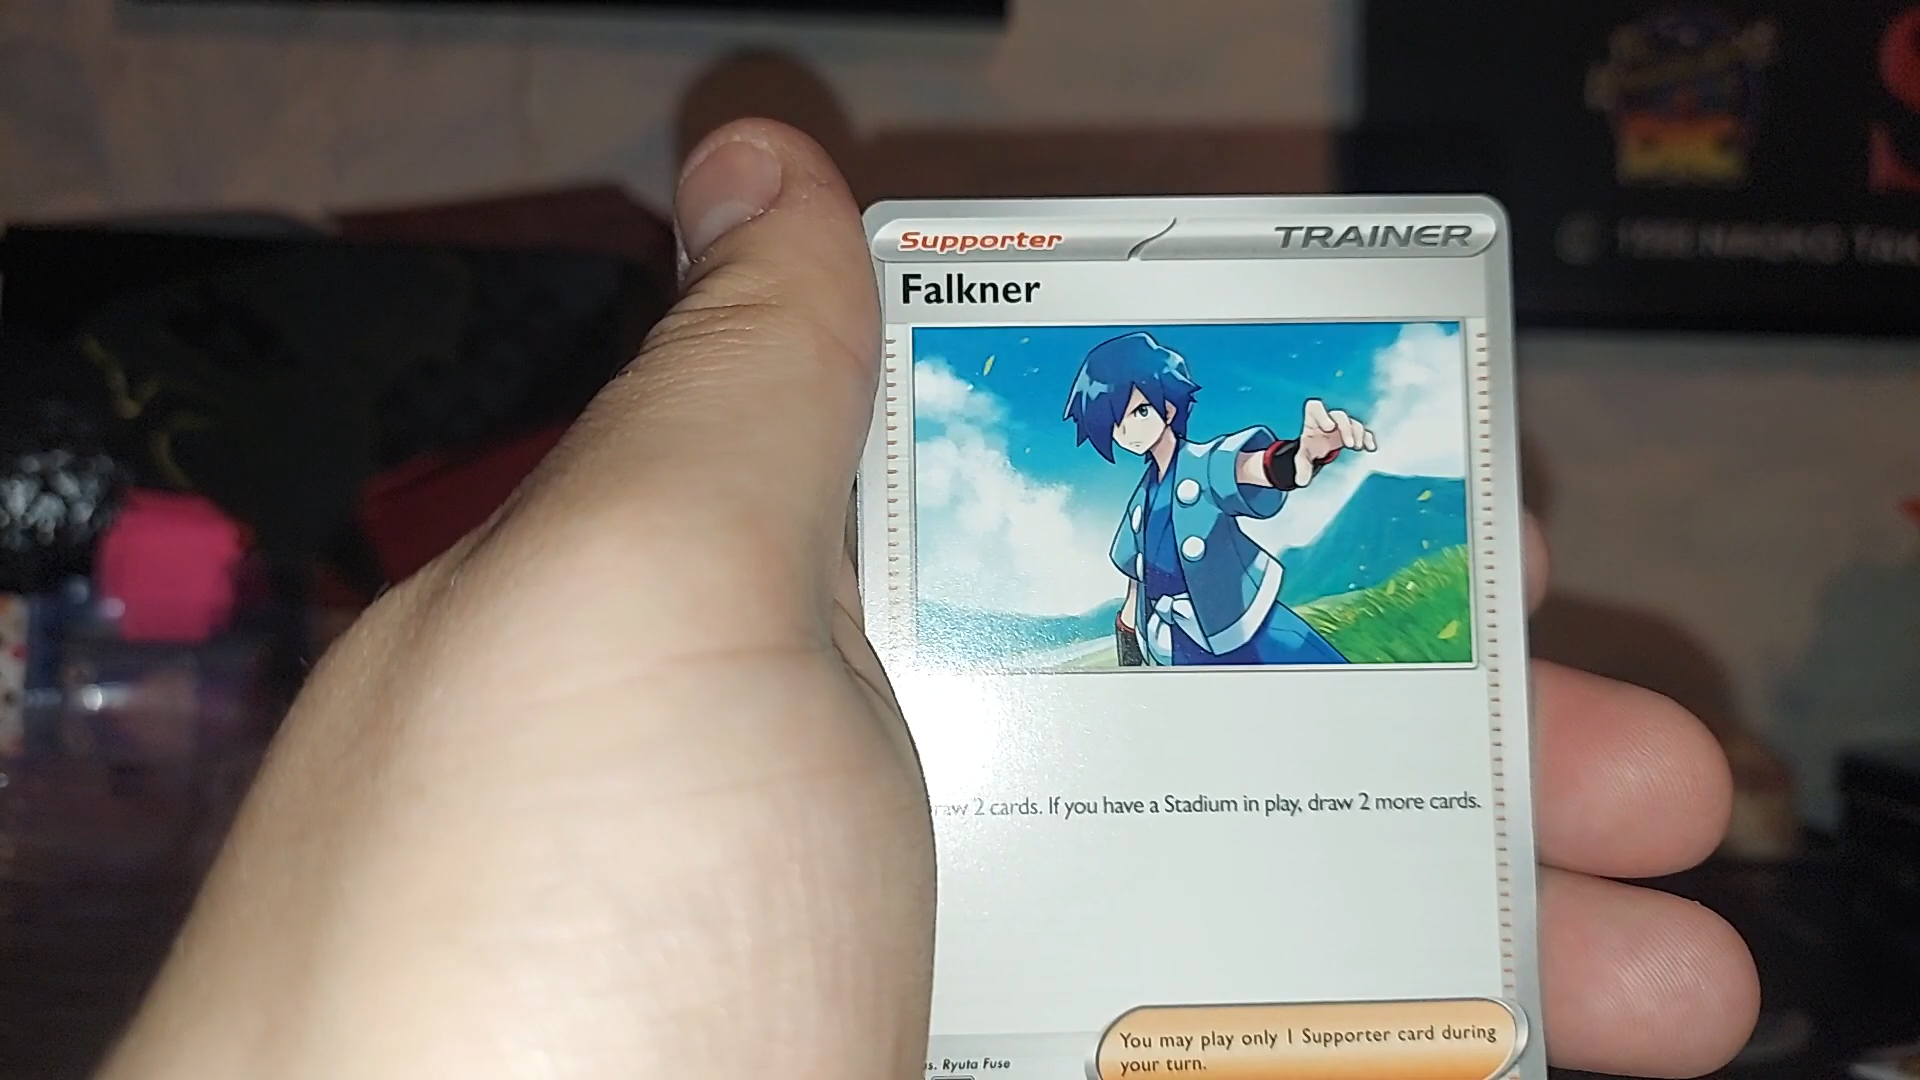 Supporter TRAINER
Falkner
raw 2 cards. If you have a Stadium in play, draw 2 more cards.
You may play only 1 Supporter card during
your turn.
us. Ryuta Fuse